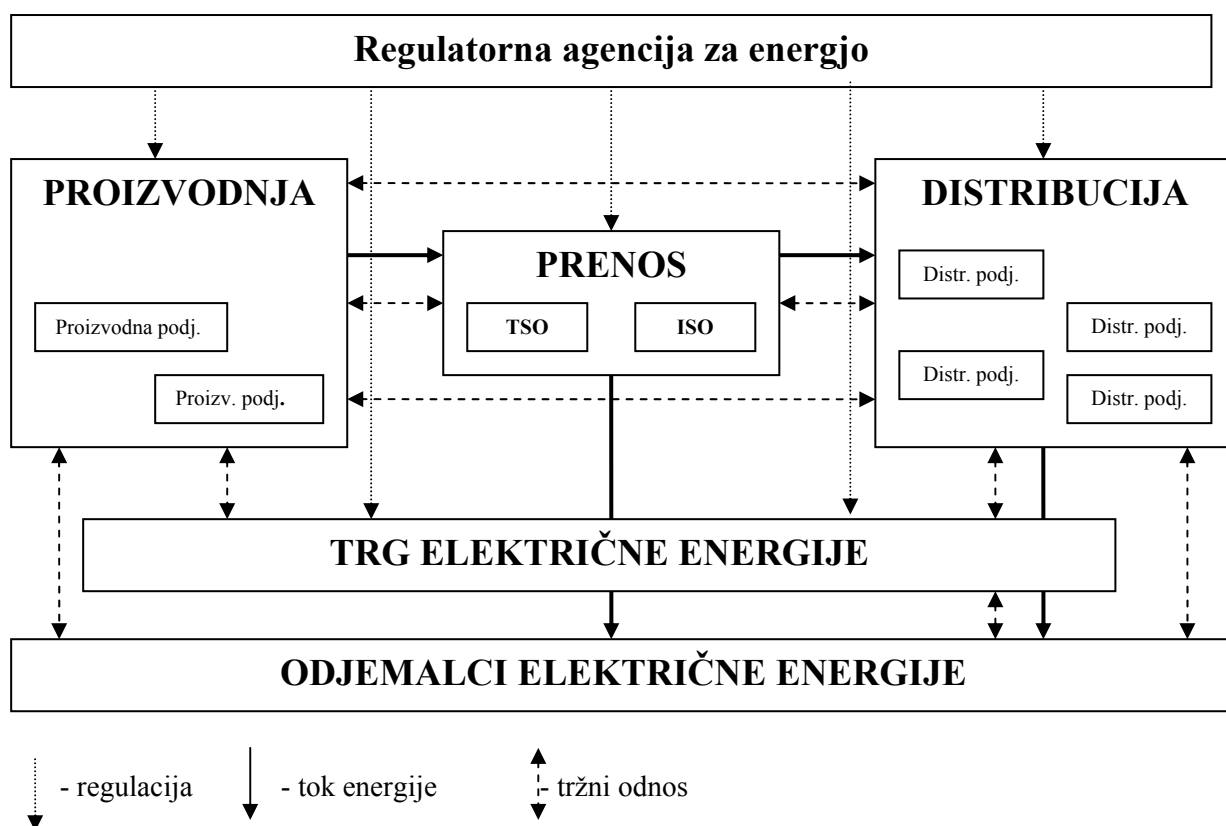 Regulatorna agencija za energjo
PROIZVODNJA
Proizvodna podj.
Proizv. podj.
PRENOS
TSO
ISO
DISTRIBUCIJA
Distr. podj.
Distr. podj.
Distr. podj.
Distr. podj.
TRG ELEKTRIČNE ENERGIJE
ODJEMALCI ELEKTRIČNE ENERGIJE
- regulacija
- tok energije
- tržni odnos